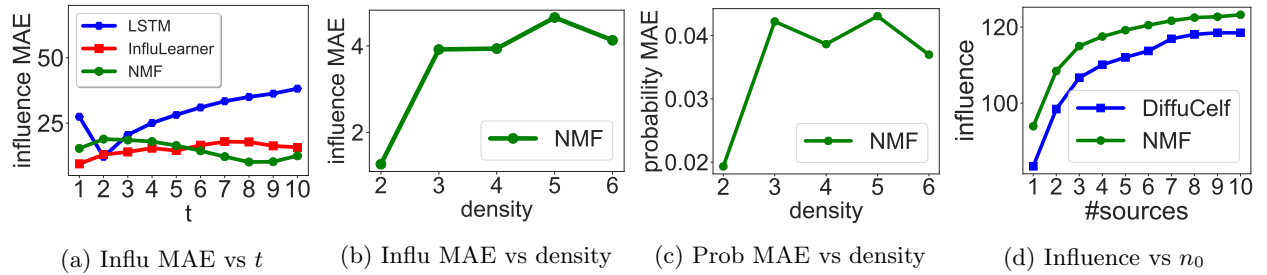 influence MAE
50
25
LSTM
InfluLearner
NMF
1 2 3 4 5 6 7 8 9 10
t
(a) Influ MAE vs t
influence MAE
4
2
NMF
2 3 4 5 6
density
(b) Influ MAE vs density
probability MAE
0.04
0.03
0.02
NMF
2 3 4 5 6
density
(c) Prob MAE vs density
influence
120
100
DiffuCelf
NMF
1 2 3 4 5 6 7 8 9 10
#sources
(d) Influence vs n₀